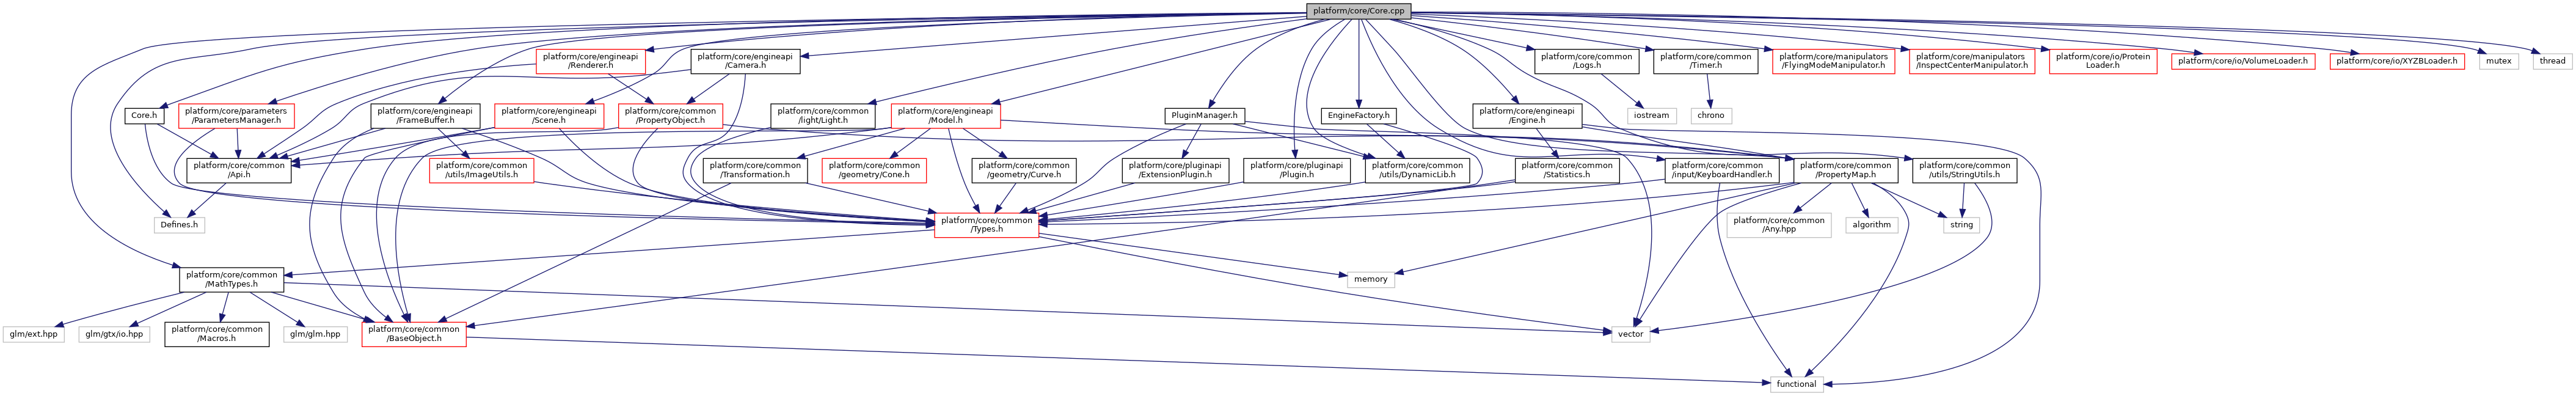 platform/core/Core.cpp
platform/core/engineapi
/Renderer.h
platform/core/engineapi
/Camera.h
platform/core/common
/Logs.h
platform/core/common
/Timer.h
platform/core/manipulators
/FlyingModeManipulator.h
platform/core/manipulators
/InspectCenterManipulator.h
platform/core/io/Protein
Loader.h
platform/core/io/VolumeLoader.h
platform/core/io/XYZBLoader.h
mutex
thread
Core.h
platform/core/parameters
/ParametersManager.h
platform/core/engineapi
/FrameBuffer.h
platform/core/engineapi
/Scene.h
platform/core/common
/PropertyObject.h
platform/core/common
/light/Light.h
platform/core/engineapi
/Model.h
PluginManager.h
EngineFactory.h
platform/core/engineapi
/Engine.h
iostream
chrono
platform/core/common
/Api.h
platform/core/common
/utils/ImageUtils.h
platform/core/common
/Transformation.h
platform/core/common
/geometry/Cone.h
platform/core/common
/geometry/Curve.h
platform/core/pluginapi
/ExtensionPlugin.h
platform/core/pluginapi
/Plugin.h
platform/core/common
/utils/DynamicLib.h
platform/core/common
/Statistics.h
platform/core/common
/input/KeyboardHandler.h
platform/core/common
/PropertyMap.h
platform/core/common
/utils/StringUtils.h
Defines.h
platform/core/common
/Types.h
platform/core/common
/Any.hpp
algorithm
string
platform/core/common
/MathTypes.h
memory
glm/ext.hpp
glm/gtx/io.hpp
platform/core/common
/Macros.h
glm/glm.hpp
platform/core/common
/BaseObject.h
vector
functional